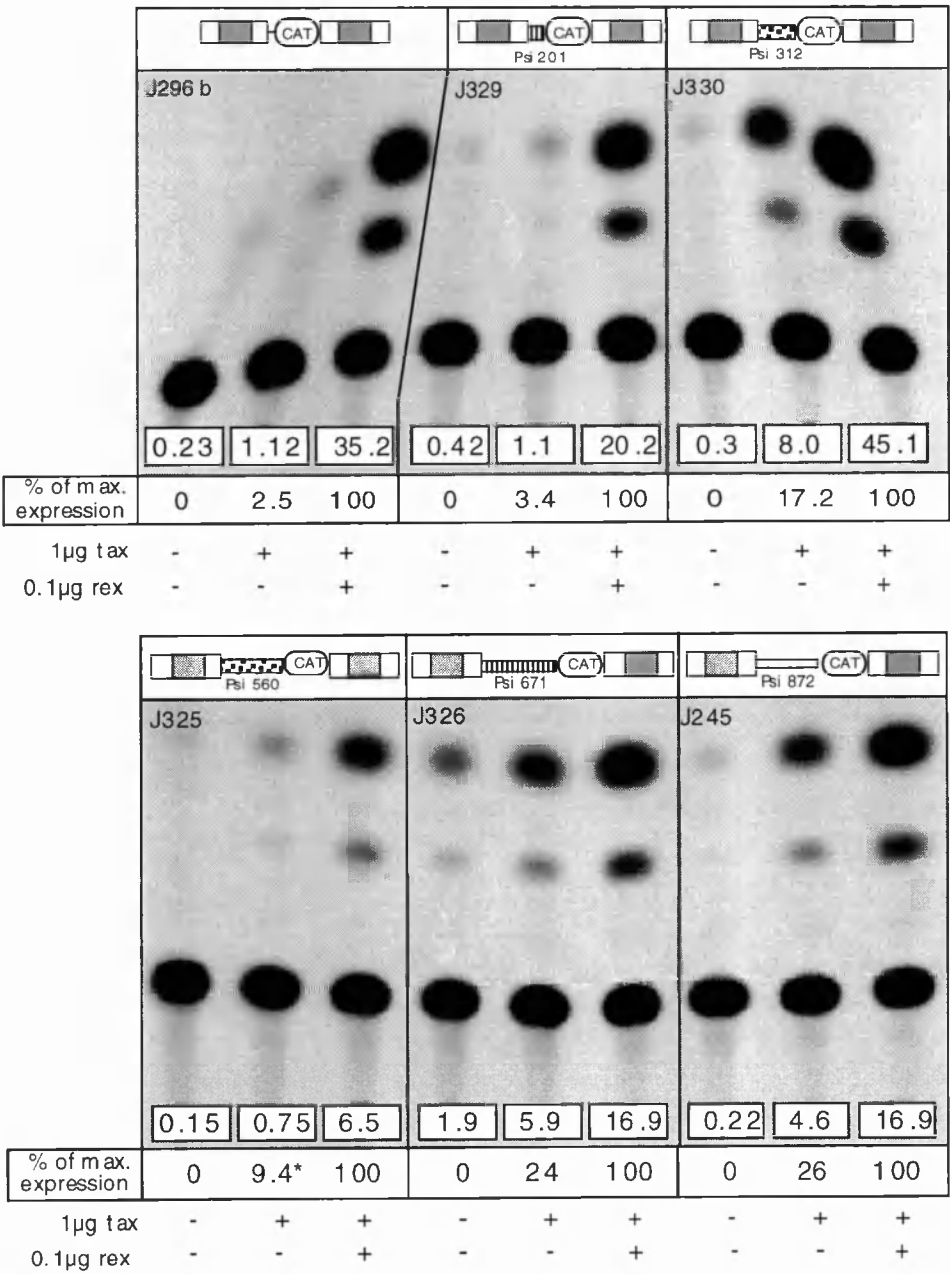 CAT CAT CAT
Psi 201 Psi 312
J296 b J329 J330
0.23 1.12 35.2 0.42 1.1 20.2 0.3 8.0 45.1
% of max.
expression 0 2.5 100 0 3.4 100 0 17.2 100
1µg tax - + + - + + - + +
0.1µg rex - - + - - + - - +
CAT CAT CAT
Psi 560 Psi 671 Psi 872
J325 J326 J245
0.15 0.75 6.5 1.9 5.9 16.9 0.22 4.6 16.9
% of max.
expression 0 9.4* 100 0 24 100 0 26 100
1µg tax - + + - + + - + +
0.1µg rex - - + - - + - - +